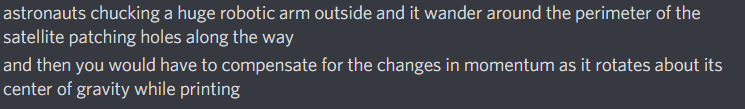 astronauts chucking a huge robotic arm outside and it wander around the perimeter of the
satellite patching holes along the way
and then you would have to compensate for the changes in momentum as it rotates about its
center of gravity while printing